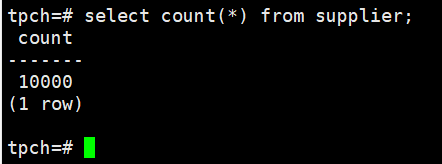 tpch=# select count(*) from supplier;
count
-------
10000
(1 row)
tpch=#